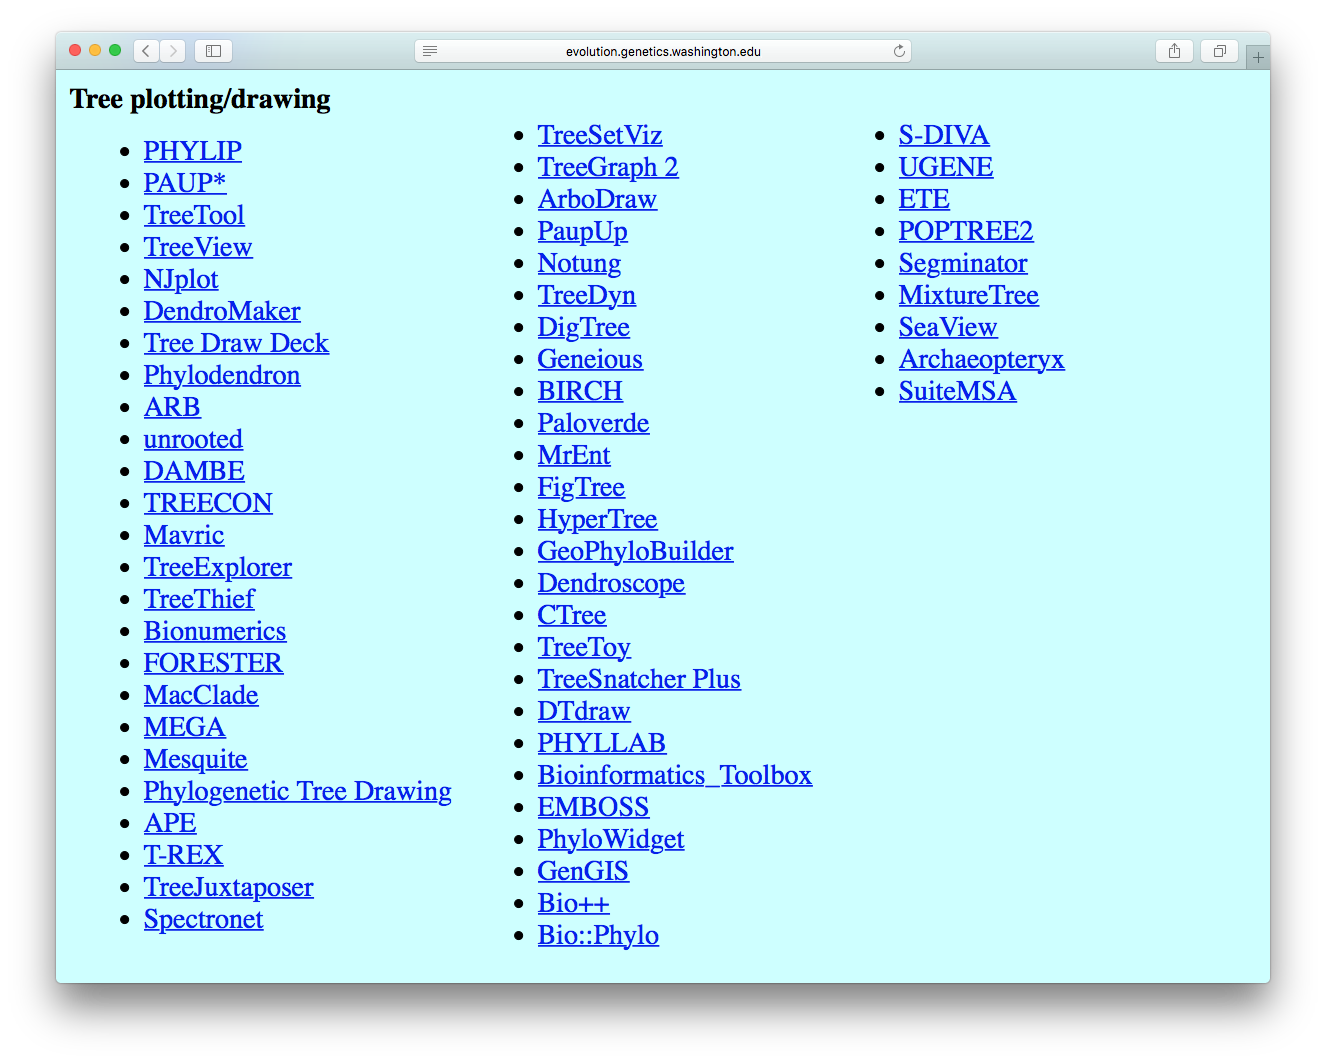 evolution.genetics.washington.edu
Tree plotting/drawing
PHYLIP
PAUP*
TreeTool
TreeView
NJplot
DendroMaker
Tree Draw Deck
Phylodendron
ARB
unrooted
DAMBE
TREECON
Mavric
TreeExplorer
TreeThief
Bionumerics
FORESTER
MacClade
MEGA
Mesquite
Phylogenetic Tree Drawing
APE
T-REX
TreeJuxtaposer
Spectronet
TreeSetViz
TreeGraph 2
ArboDraw
PaupUp
Notung
TreeDyn
DigTree
Geneious
BIRCH
Paloverde
MrEnt
FigTree
HyperTree
GeoPhyloBuilder
Dendroscope
CTree
TreeToy
TreeSnatcher Plus
DTdraw
PHYLLAB
Bioinformatics_Toolbox
EMBOSS
PhyloWidget
GenGIS
Bio++
Bio::Phylo
S-DIVA
UGENE
ETE
POPTREE2
Segminator
MixtureTree
SeaView
Archaeopteryx
SuiteMSA